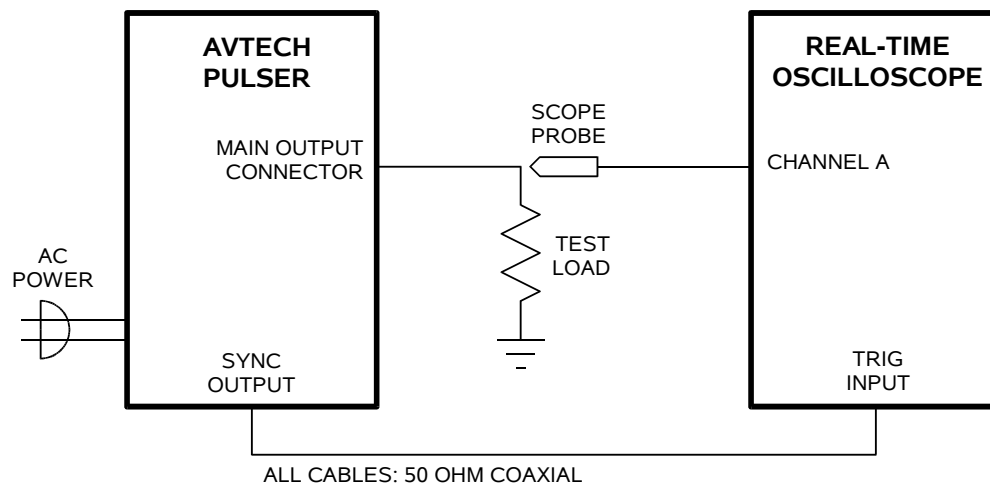 AVTECH
PULSER
REAL-TIME
OSCILLOSCOPE
SCOPE
PROBE
MAIN OUTPUT
CONNECTOR
CHANNEL A
TEST
LOAD
AC
POWER
SYNC
OUTPUT
TRIG
INPUT
ALL CABLES: 50 OHM COAXIAL